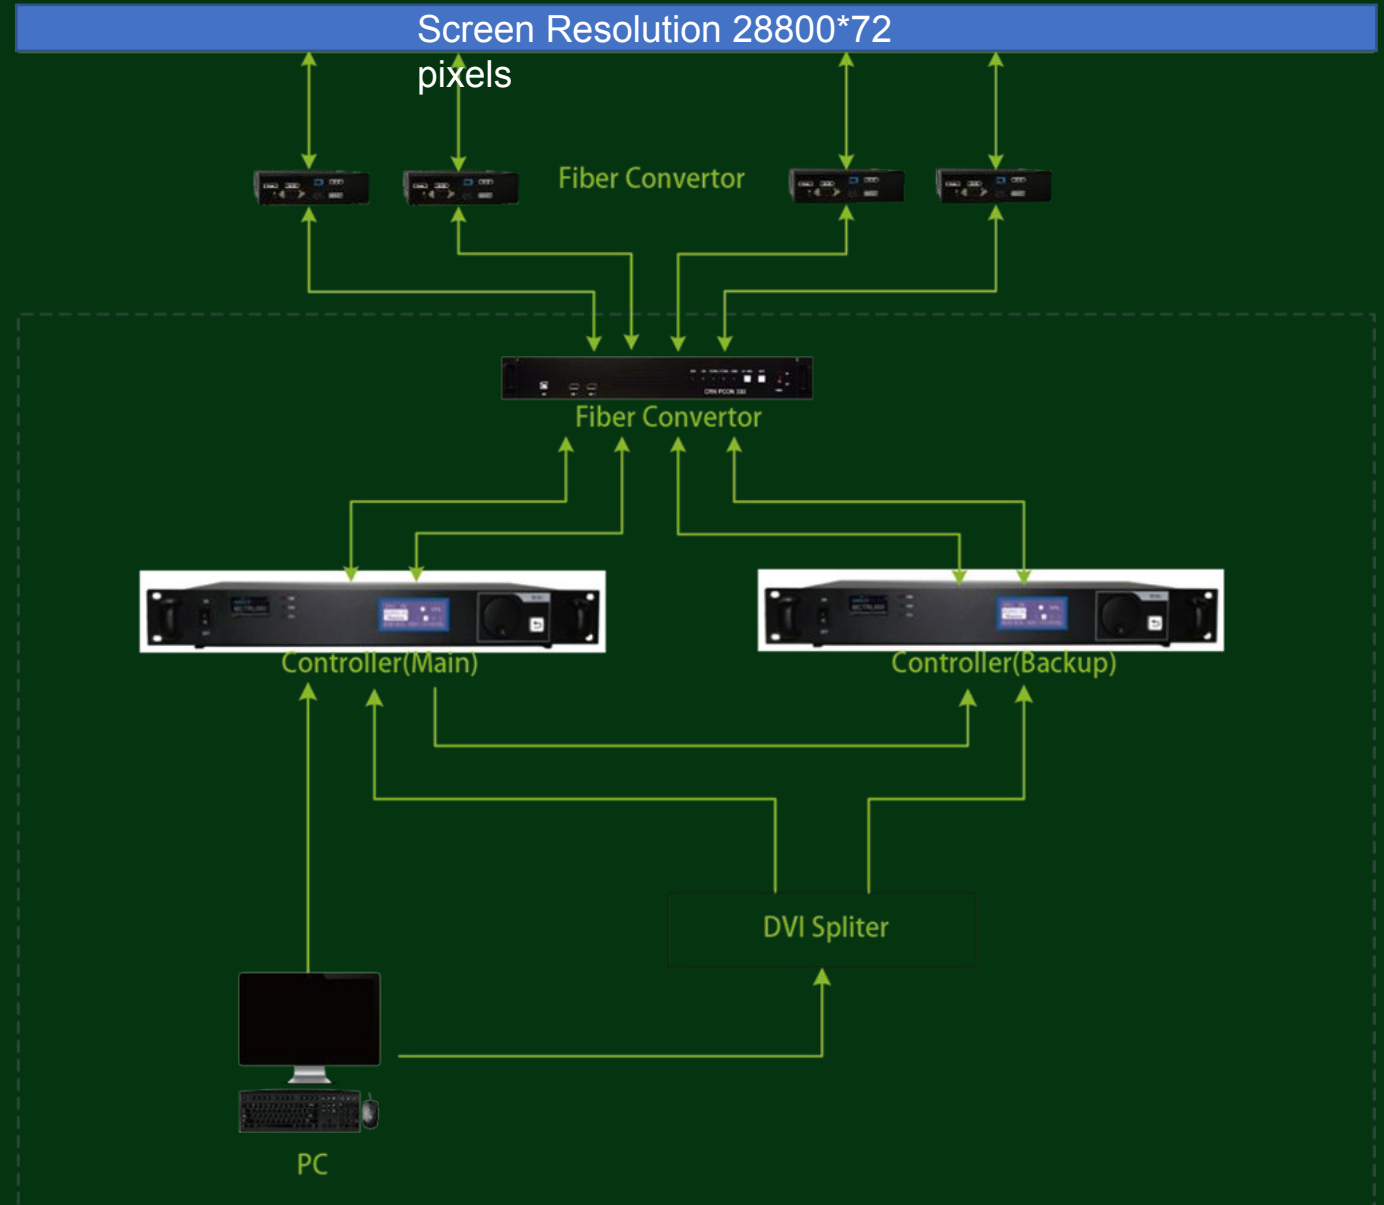 Screen Resolution 28800*72
pixels
Fiber Convertor
Fiber Convertor
Controller(Main)
Controller(Backup)
DVI Spliter
PC